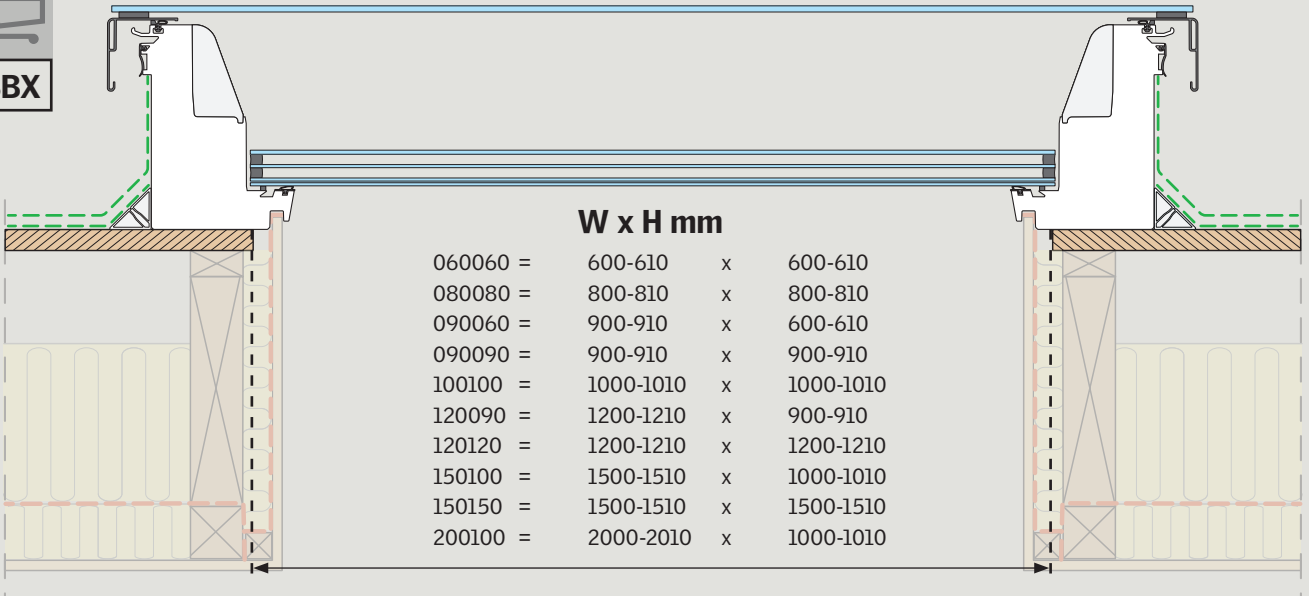 BX
W x H mm
060060 = 600-610 x 600-610
080080 = 800-810 x 800-810
090060 = 900-910 x 600-610
090090 = 900-910 x 900-910
100100 = 1000-1010 x 1000-1010
120090 = 1200-1210 x 900-910
120120 = 1200-1210 x 1200-1210
150100 = 1500-1510 x 1000-1010
150150 = 1500-1510 x 1500-1510
200100 = 2000-2010 x 1000-1010